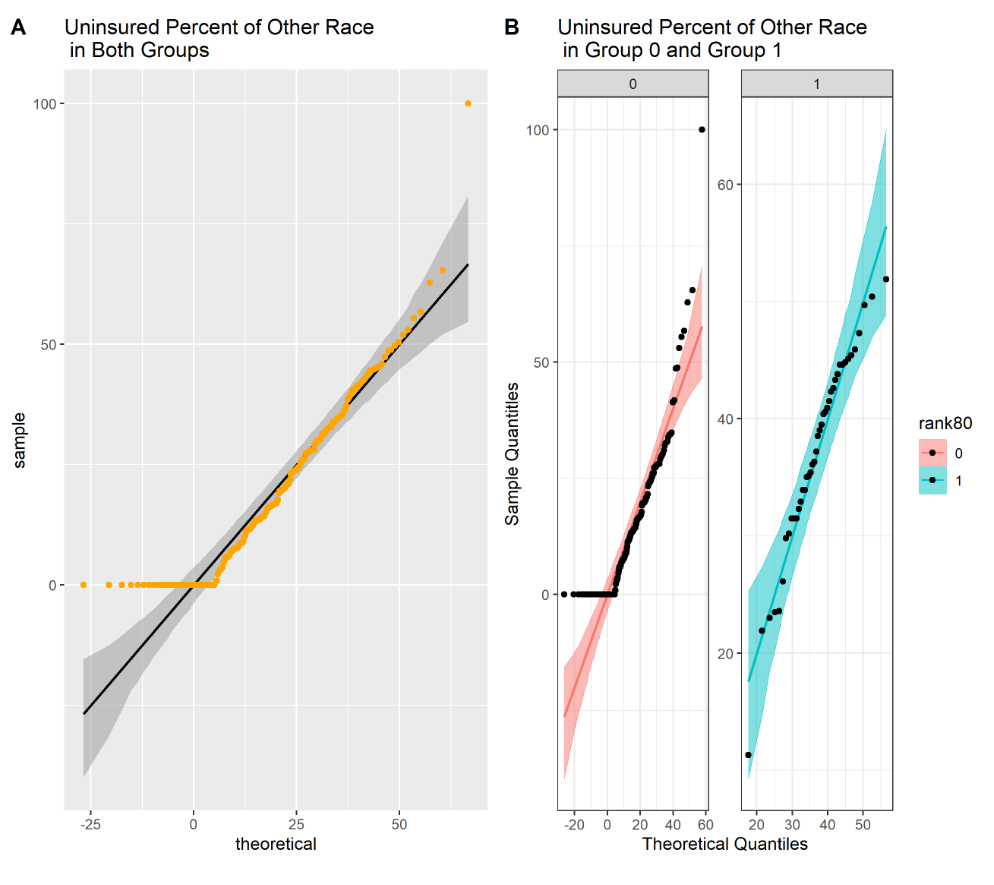 A
Uninsured Percent of Other Race
in Both Groups
100
50
0
sample
-25
0
25
50
theoretical
B
Uninsured Percent of Other Race
in Group 0 and Group 1
0
1
100
50
0
Sample Quantiles
60
40
20
-20
0
20
40
60
20
30
40
50
Theoretical Quantiles
rank80
0
1